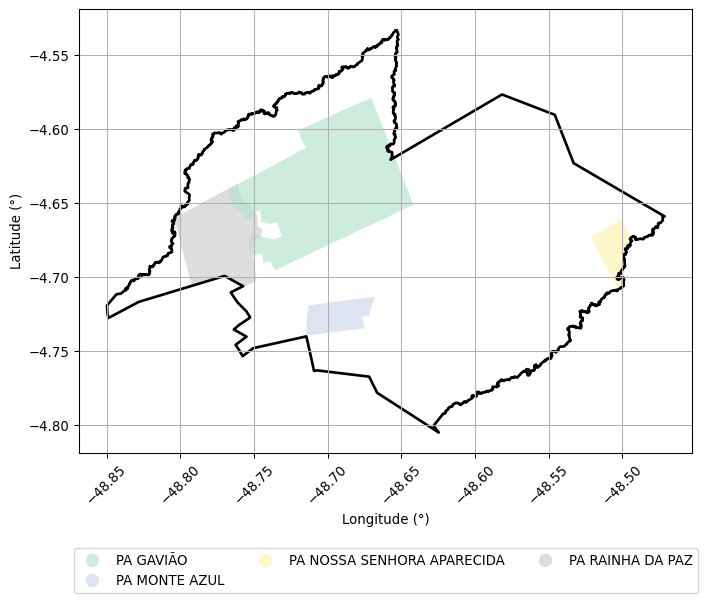 −4.55
−4.60
−4.65
−4.70
−4.75
−4.80
Latitude (°)
−48.85
−48.80
−48.75
−48.70
−48.65
−48.60
−48.55
−48.50
Longitude (°)
PA GAVIÃO
PA MONTE AZUL
PA NOSSA SENHORA APARECIDA
PA RAINHA DA PAZ